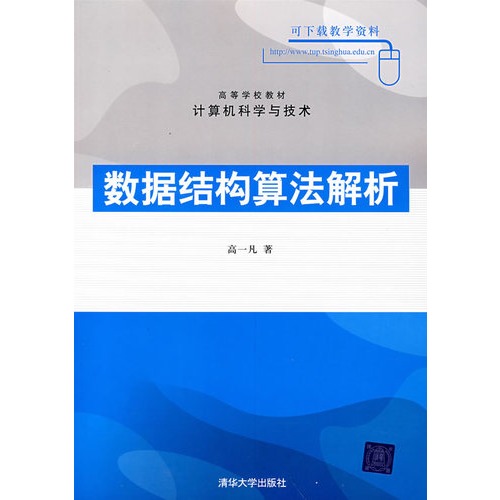 可下载教学资料
http://www.top.tsinghua.edu.cn
高等学校教材
计算机科学与技术
数据结构算法解析
高一凡 著
清华大学出版社